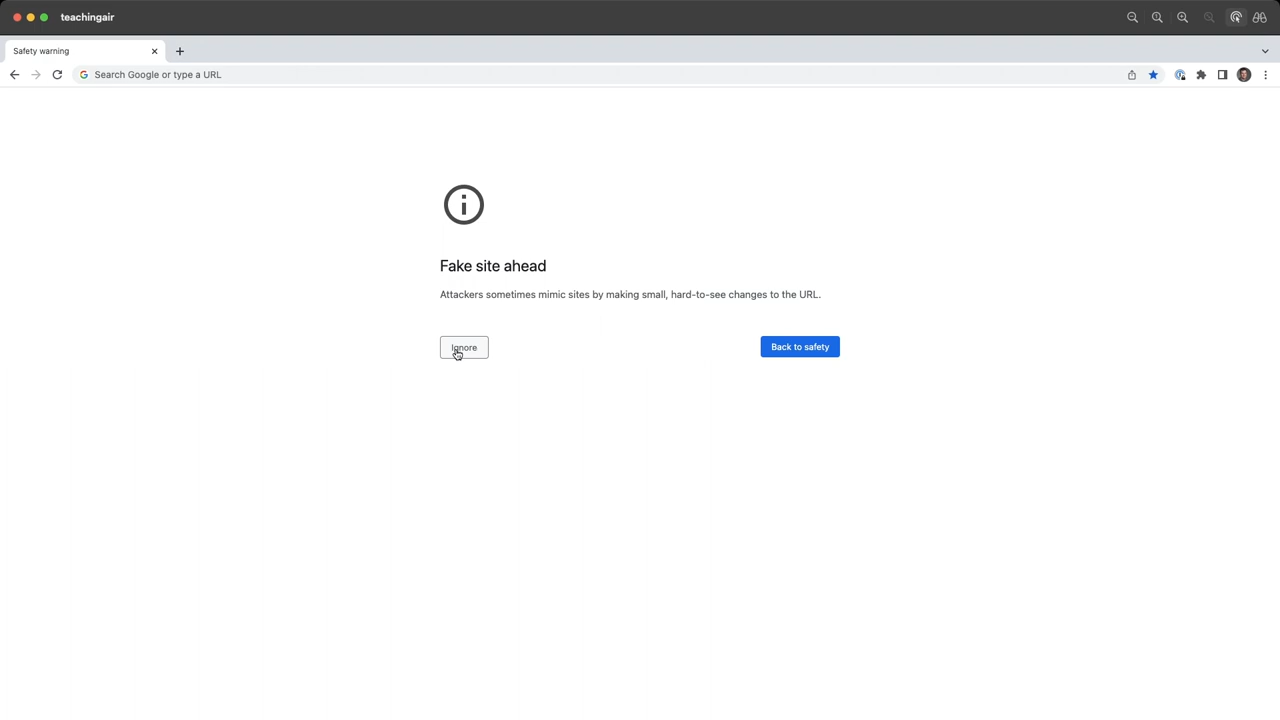 teachingair
Safety warning
Search Google or type a URL
Fake site ahead
Attackers sometimes mimic sites by making small, hard-to-see changes to the URL.
Ignore
Back to safety